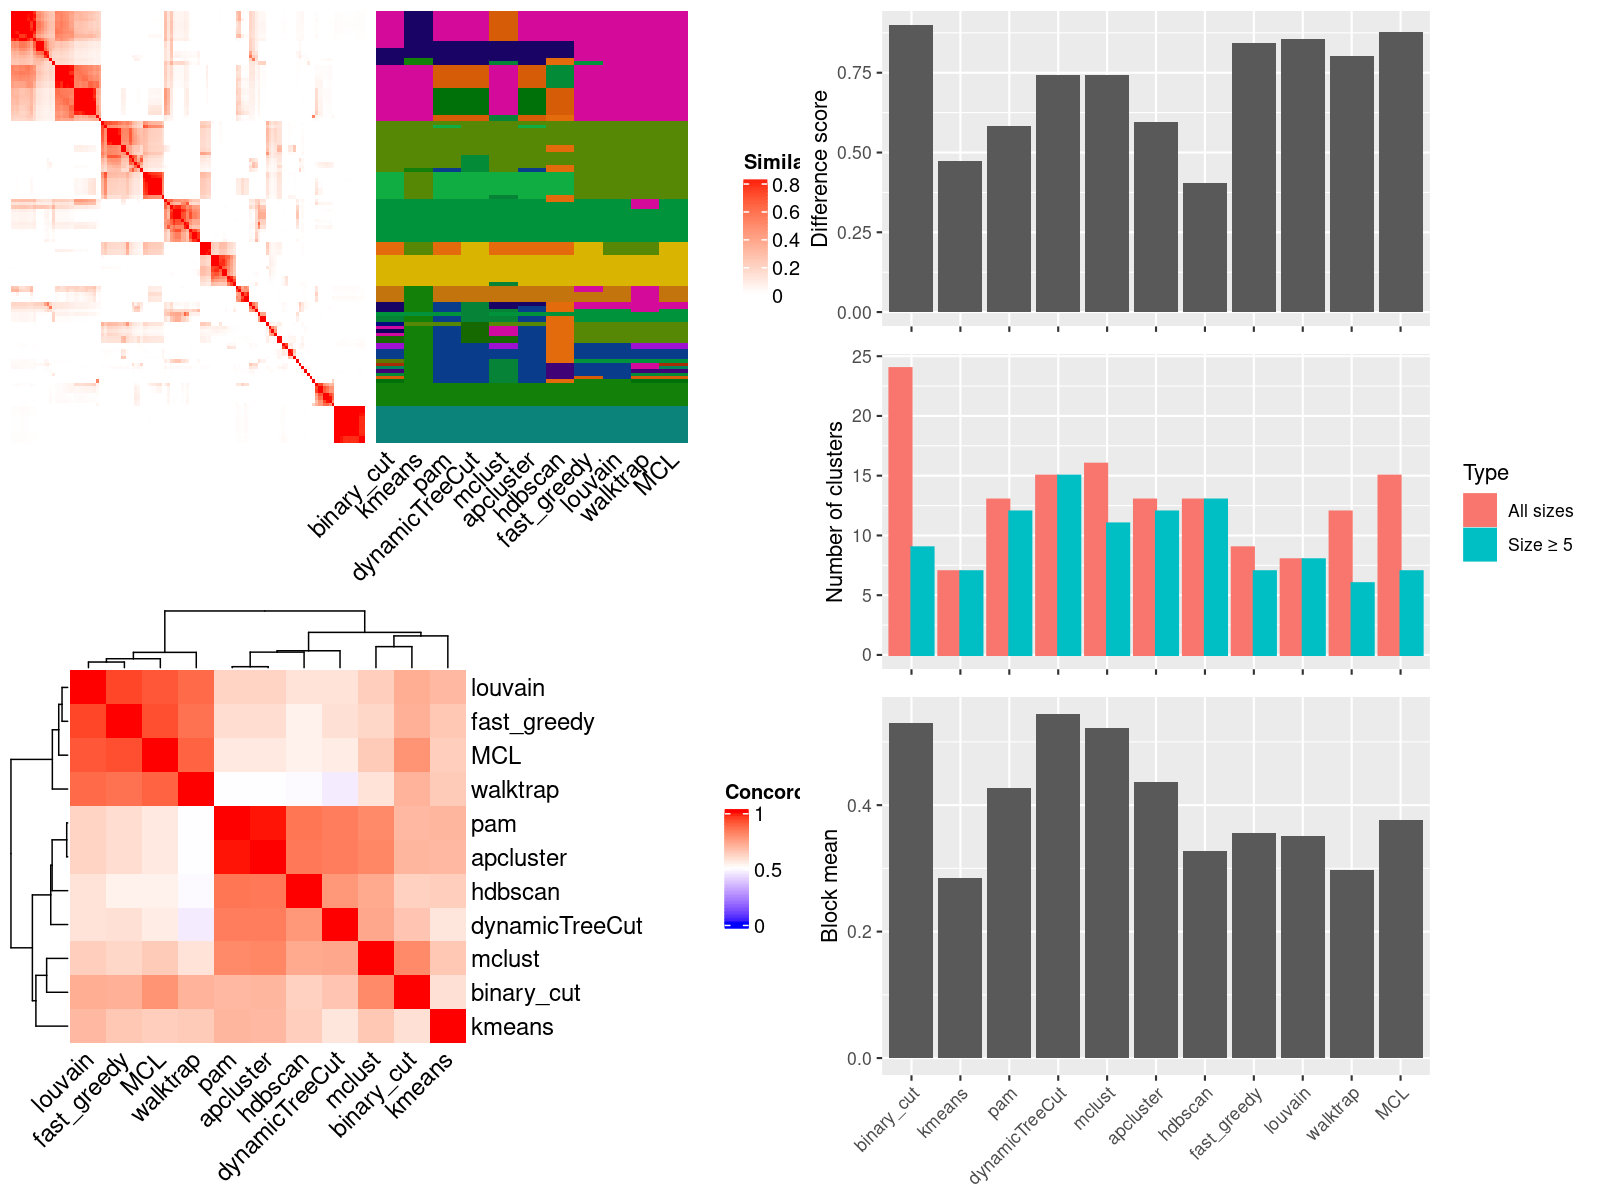 Simila
0.8
0.6
0.4
0.2
0
binary_cut
kmeans
pam
dynamicTreeCut
mclust
apcluster
hdbscan
fast_greedy
louvain
walktrap
MCL
Difference score
0.75
0.50
0.25
0.00
Number of clusters
25
20
15
10
5
0
Type
All sizes
Size ≥ 5
louvain
fast_greedy
MCL
walktrap
pam
apcluster
hdbscan
dynamicTreeCut
mclust
binary_cut
kmeans
louvain
fast_greedy
MCL
walktrap
pam
apcluster
hdbscan
dynamicTreeCut
mclust
binary_cut
kmeans
Concord
1
0.5
0
Block mean
0.4
0.2
0.0
binary_cut
kmeans
pam
dynamicTreeCut
mclust
apcluster
hdbscan
fast_greedy
louvain
walktrap
MCL